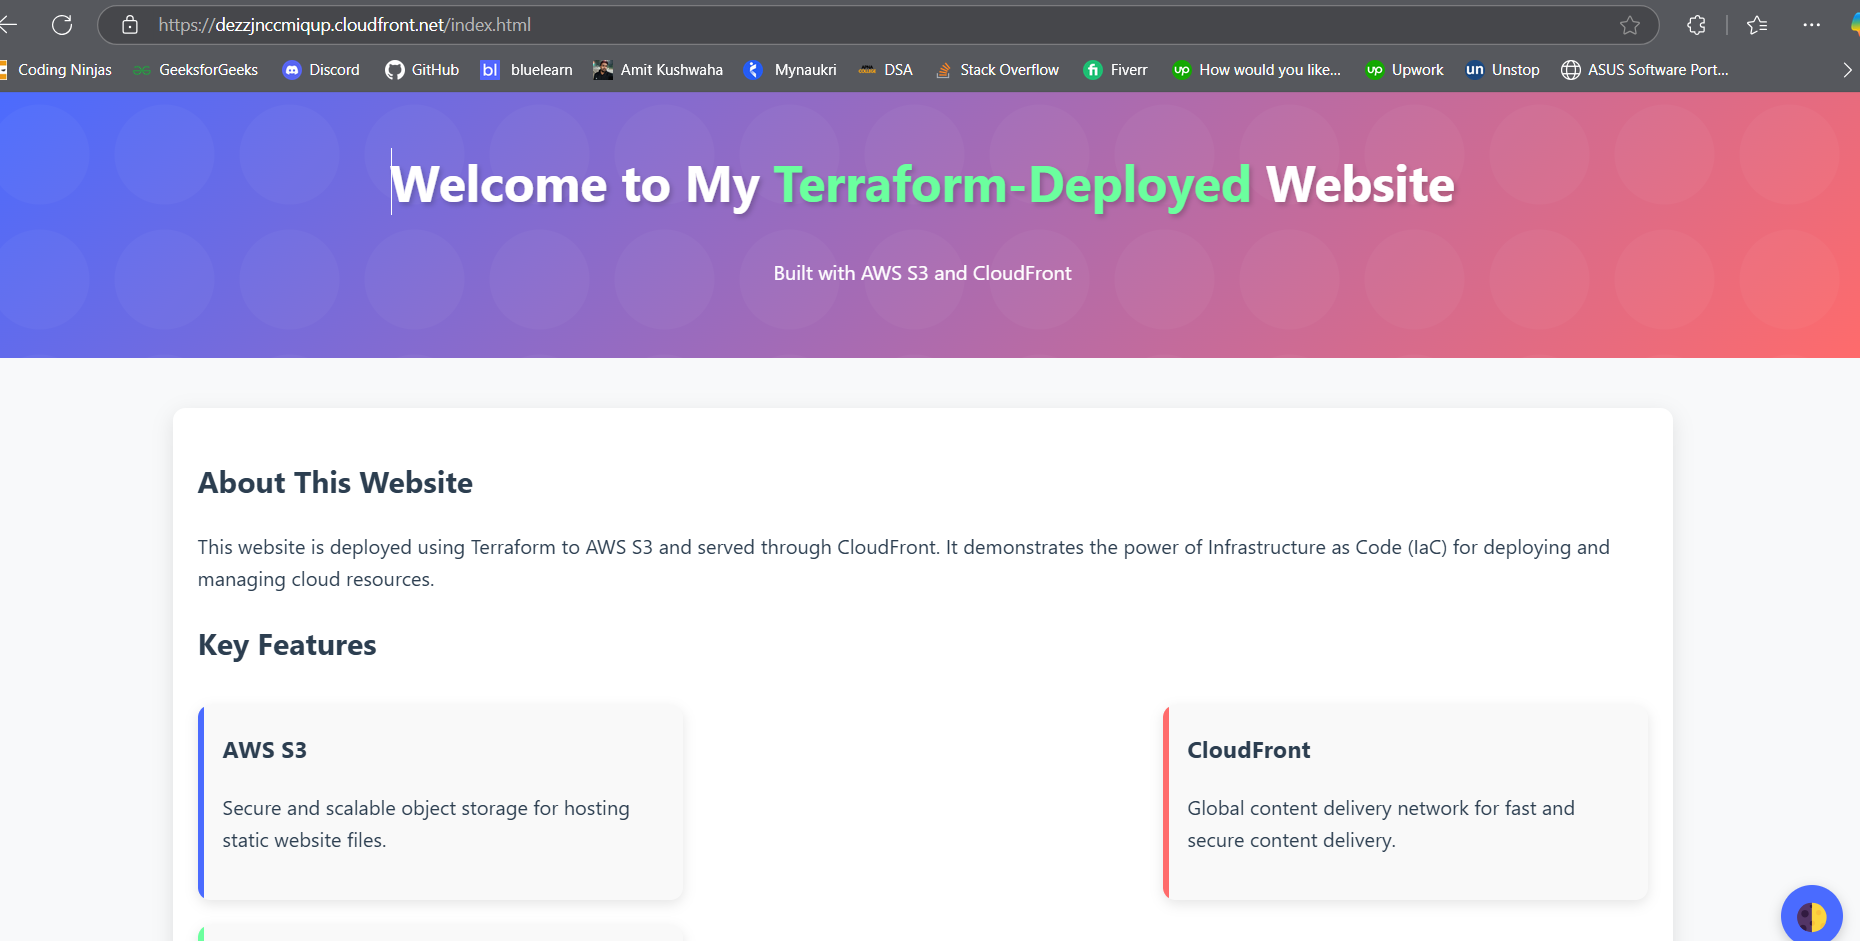 https://dezzjnccmiqup.cloudfront.net/index.html
Coding Ninjas GeeksforGeeks Discord GitHub bl bluelearn Amit Kushwaha Mynaukri DSA Stack Overflow fi Fiverr up How would you like... up Upwork un Unstop ASUS Software Port...
Welcome to My Terraform-Deployed Website
Built with AWS S3 and CloudFront
About This Website
This website is deployed using Terraform to AWS S3 and served through CloudFront. It demonstrates the power of Infrastructure as Code (IaC) for deploying and
managing cloud resources.
Key Features
AWS S3
Secure and scalable object storage for hosting
static website files.
CloudFront
Global content delivery network for fast and
secure content delivery.